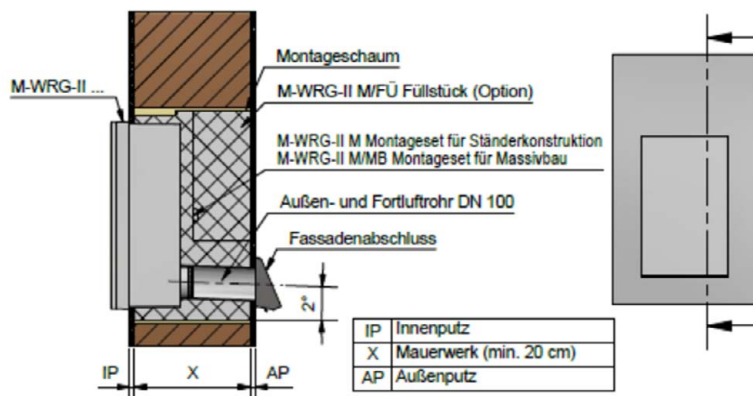 Montageschaum
M-WRG-II ...
M-WRG-II M/FÜ Füllstück (Option)
M-WRG-II M Montageset für Ständerkonstruktion
M-WRG-II M/MB Montageset für Massivbau
Außen- und Fortluftrohr DN 100
Fassadenabschluss
2°
IP Innenputz
X Mauerwerk (min. 20 cm)
AP Außenputz
IP X AP